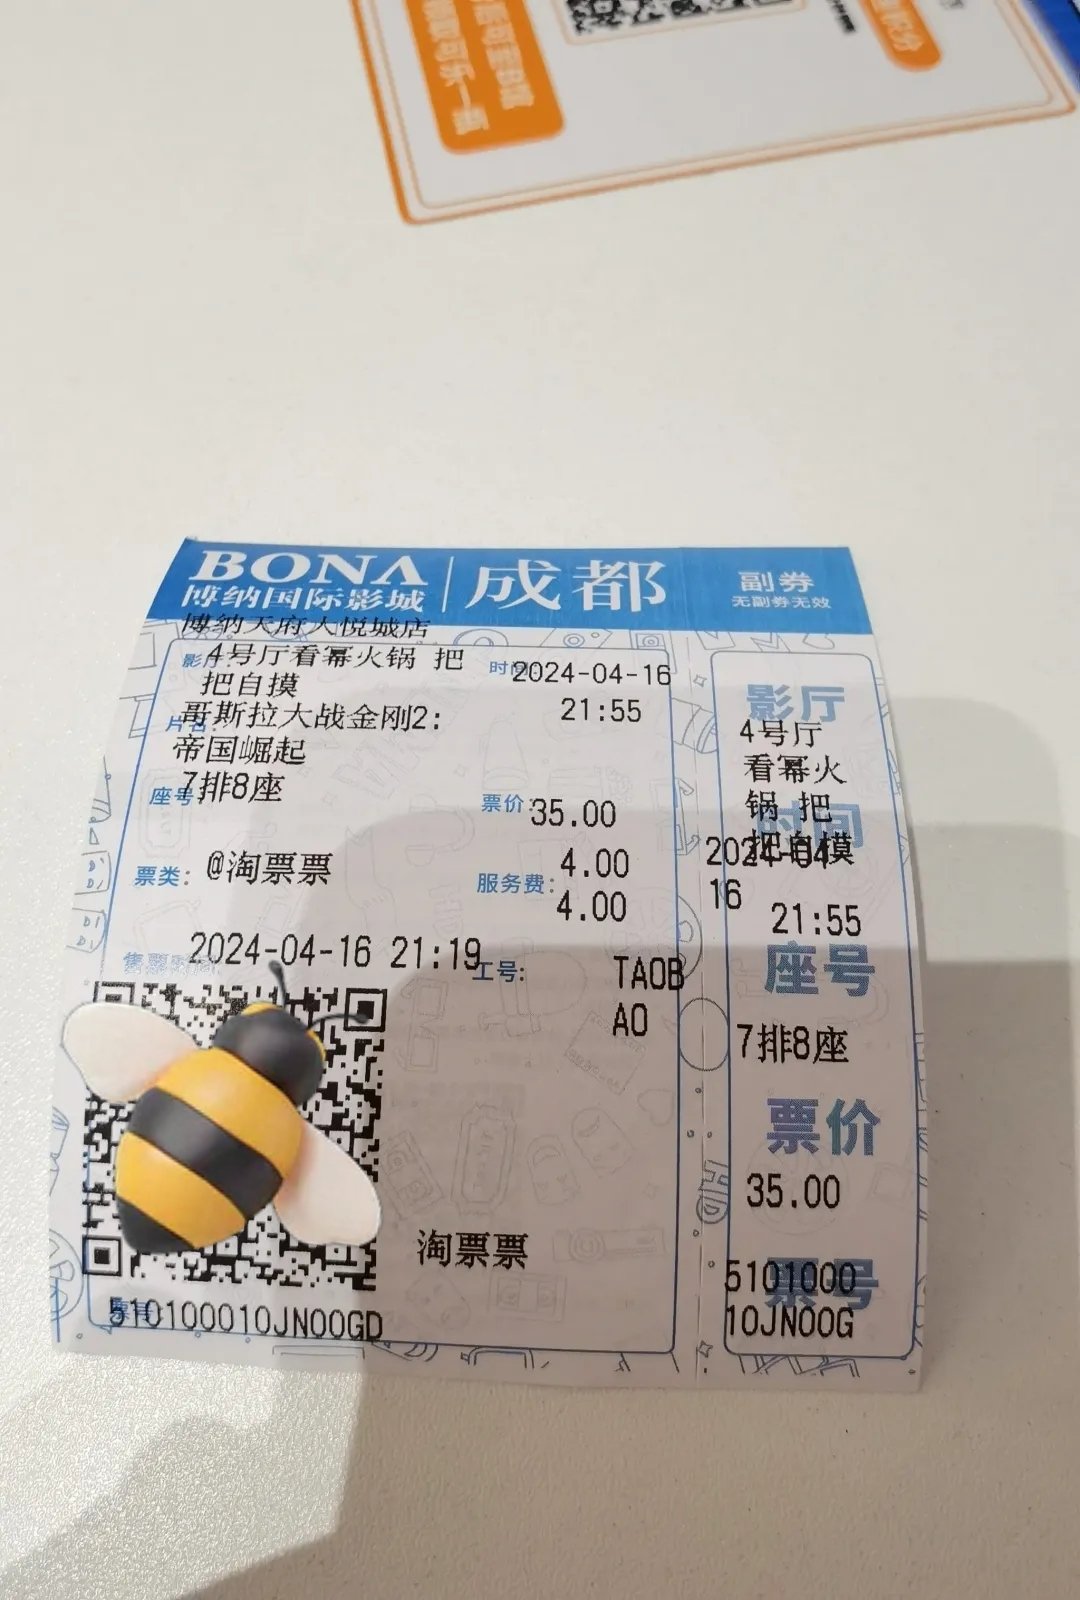 BONA
博纳国际影城
成都
副券
无副券无效
博纳天府大悦城店
影厅
4号厅看幂火锅 把
把自摸
时间:
2024-04-16
21:55
片名:
哥斯拉大战金刚2:
帝国崛起
座号
7排8座
票价:
35.00
票类:
@淘票票
服务费:
4.00
4.00
售票时间
2024-04-16 21:19
工号:
TAOB
AO
淘票票
510100010JN00GD
影厅
4号厅
看幂火
锅 把
把自摸
时间
2024-04-
16
21:55
座号
7排8座
票价
35.00
票号
5101000
10JN00G